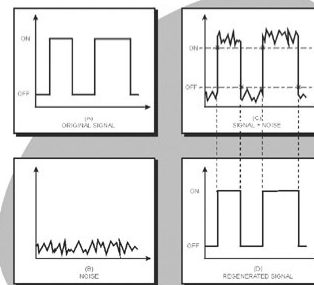 ON
OFF
(A)
ORIGINAL SIGNAL
ON
OFF
(C)
SIGNAL + NOISE
(B)
NOISE
ON
OFF
(D)
REGENERATED SIGNAL